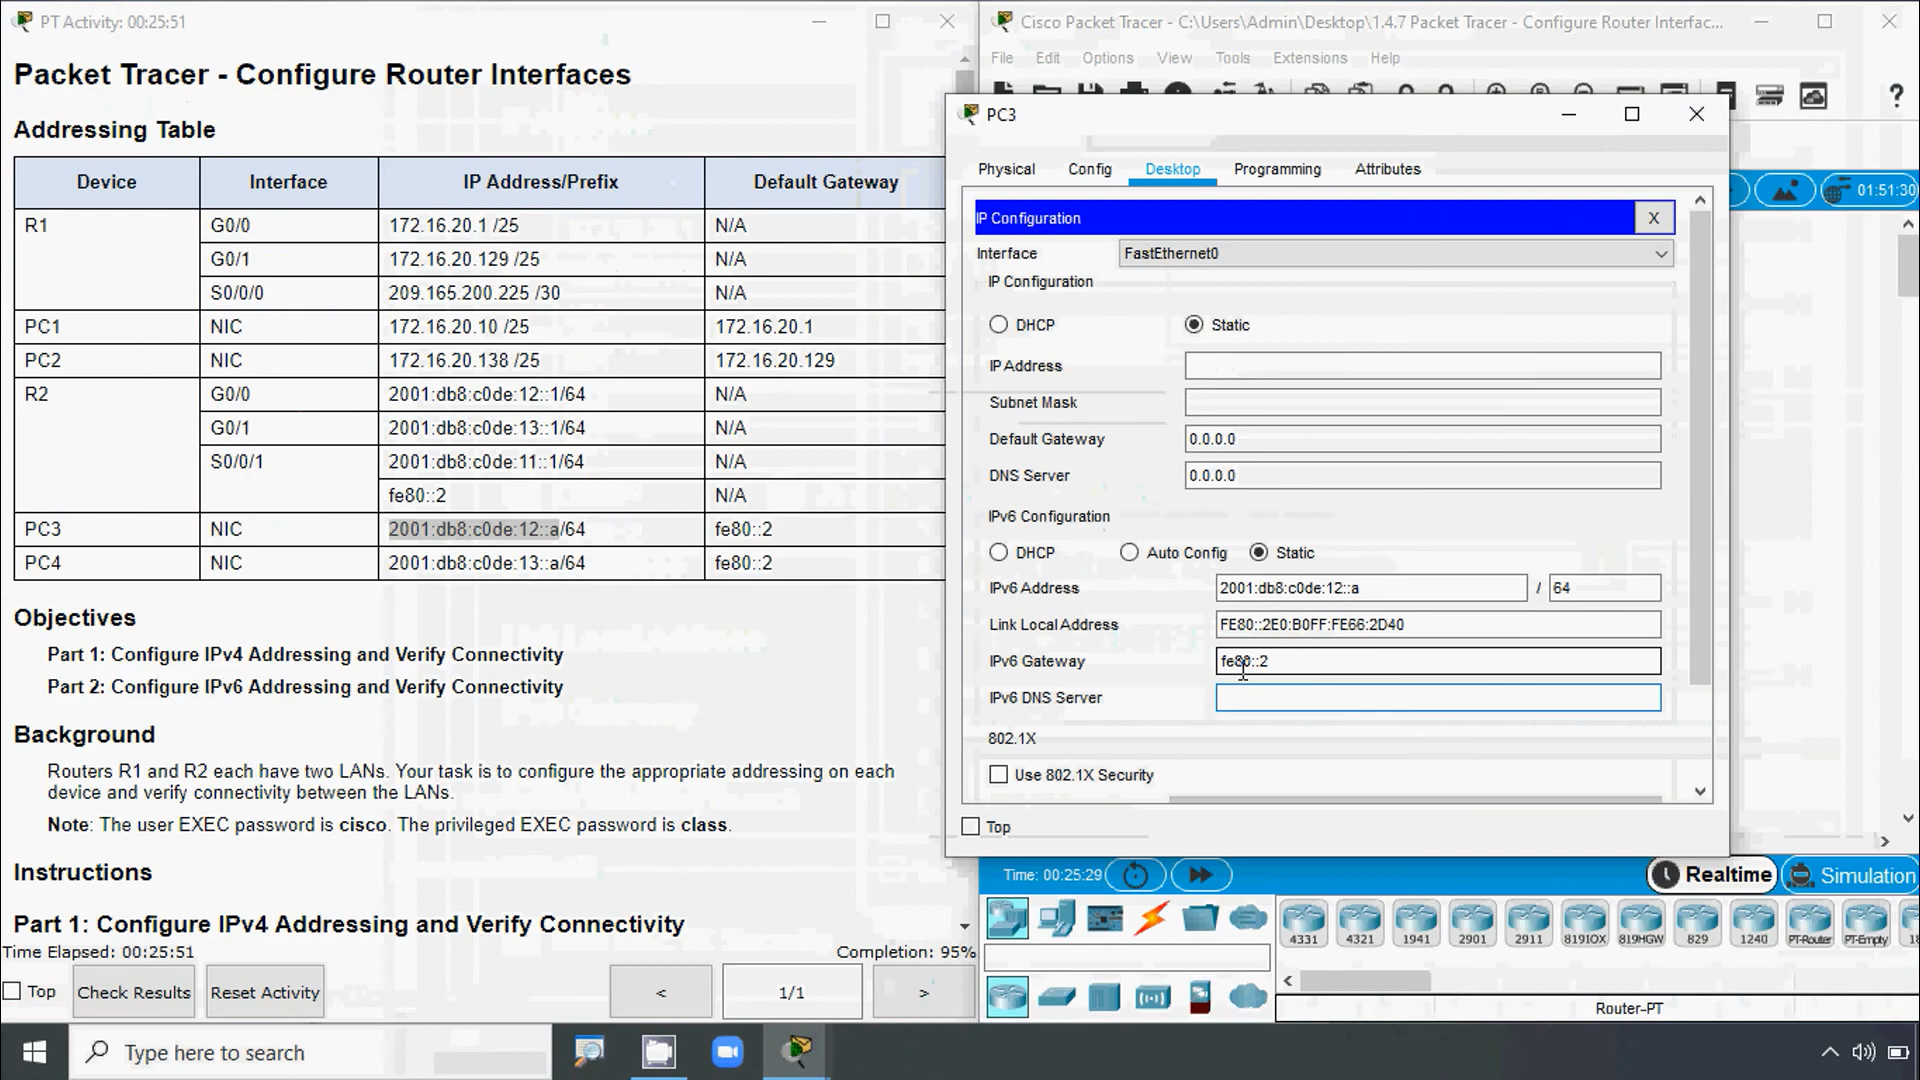 PT Activity: 00:25:51
Packet Tracer - Configure Router Interfaces
Addressing Table
Device Interface IP Address/Prefix Default Gateway
R1 G0/0 172.16.20.1 /25 N/A
G0/1 172.16.20.129 /25 N/A
S0/0/0 209.165.200.225 /30 N/A
PC1 NIC 172.16.20.10 /25 172.16.20.1
PC2 NIC 172.16.20.138 /25 172.16.20.129
R2 G0/0 2001:db8:c0de:12::1/64 N/A
G0/1 2001:db8:c0de:13::1/64 N/A
S0/0/1 2001:db8:c0de:11::1/64 N/A
fe80::2 N/A
PC3 NIC 2001:db8:c0de:12::a/64 fe80::2
PC4 NIC 2001:db8:c0de:13::a/64 fe80::2
Objectives
Part 1: Configure IPv4 Addressing and Verify Connectivity
Part 2: Configure IPv6 Addressing and Verify Connectivity
Background
Routers R1 and R2 each have two LANs. Your task is to configure the appropriate addressing on each
device and verify connectivity between the LANs.
Note: The user EXEC password is cisco. The privileged EXEC password is class.
Instructions
Part 1: Configure IPv4 Addressing and Verify Connectivity
Time Elapsed: 00:25:51 Completion: 95%
Top Check Results Reset Activity < 1/1 >
Cisco Packet Tracer - C:\Users\Admin\Desktop\1.4.7 Packet Tracer - Configure Router Interfac...
File Edit Options View Tools Extensions Help
01:51:30
PC3
Physical Config Desktop Programming Attributes
IP Configuration X
Interface FastEthernet0
IP Configuration
DHCP Static
IP Address
Subnet Mask
Default Gateway 0.0.0.0
DNS Server 0.0.0.0
IPv6 Configuration
DHCP Auto Config Static
IPv6 Address 2001:db8:c0de:12::a / 64
Link Local Address FE80::2E0:B0FF:FE66:2D40
IPv6 Gateway fe80::2
IPv6 DNS Server
802.1X
Use 802.1X Security
Top
Time: 00:25:29 Realtime Simulation
4331 4321 1941 2901 2911 819IOX 819HGW 829 1240 PT-Router PT-Empty
Router-PT
Type here to search